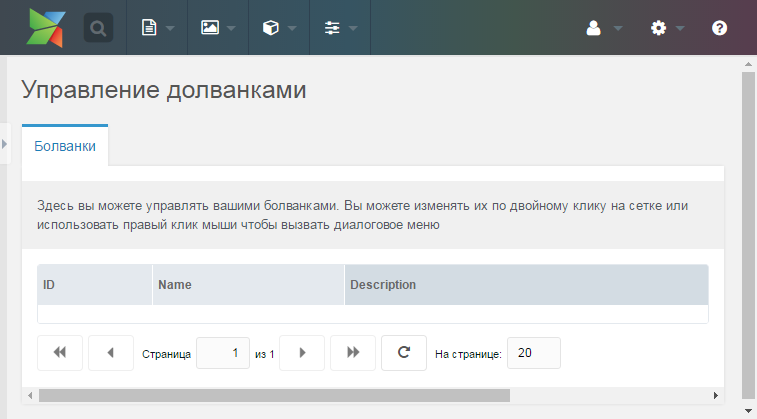 Управление долванками
Болванки
Здесь вы можете управлять вашими болванками. Вы можете изменять их по двойному клику на сетке или
использовать правый клик мыши чтобы вызвать диалоговое меню
ID Name Description
Страница 1 из 1 На странице: 20